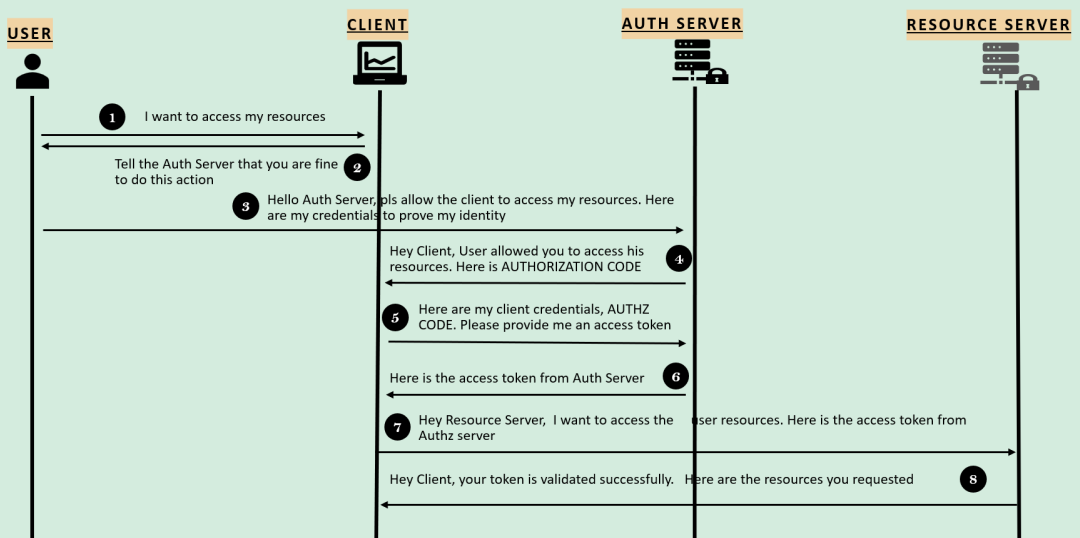 USER
CLIENT
AUTH SERVER
RESOURCE SERVER
1
I want to access my resources
Tell the Auth Server that you are fine
to do this action
2
3
Hello Auth Server, pls allow the client to access my resources. Here
are my credentials to prove my identity
Hey Client, User allowed you to access his
resources. Here is AUTHORIZATION CODE
4
5
Here are my client credentials, AUTHZ
CODE. Please provide me an access token
Here is the access token from Auth Server
6
7
Hey Resource Server, I want to access the user resources. Here is the access token from
Authz server
Hey Client, your token is validated successfully. Here are the resources you requested
8